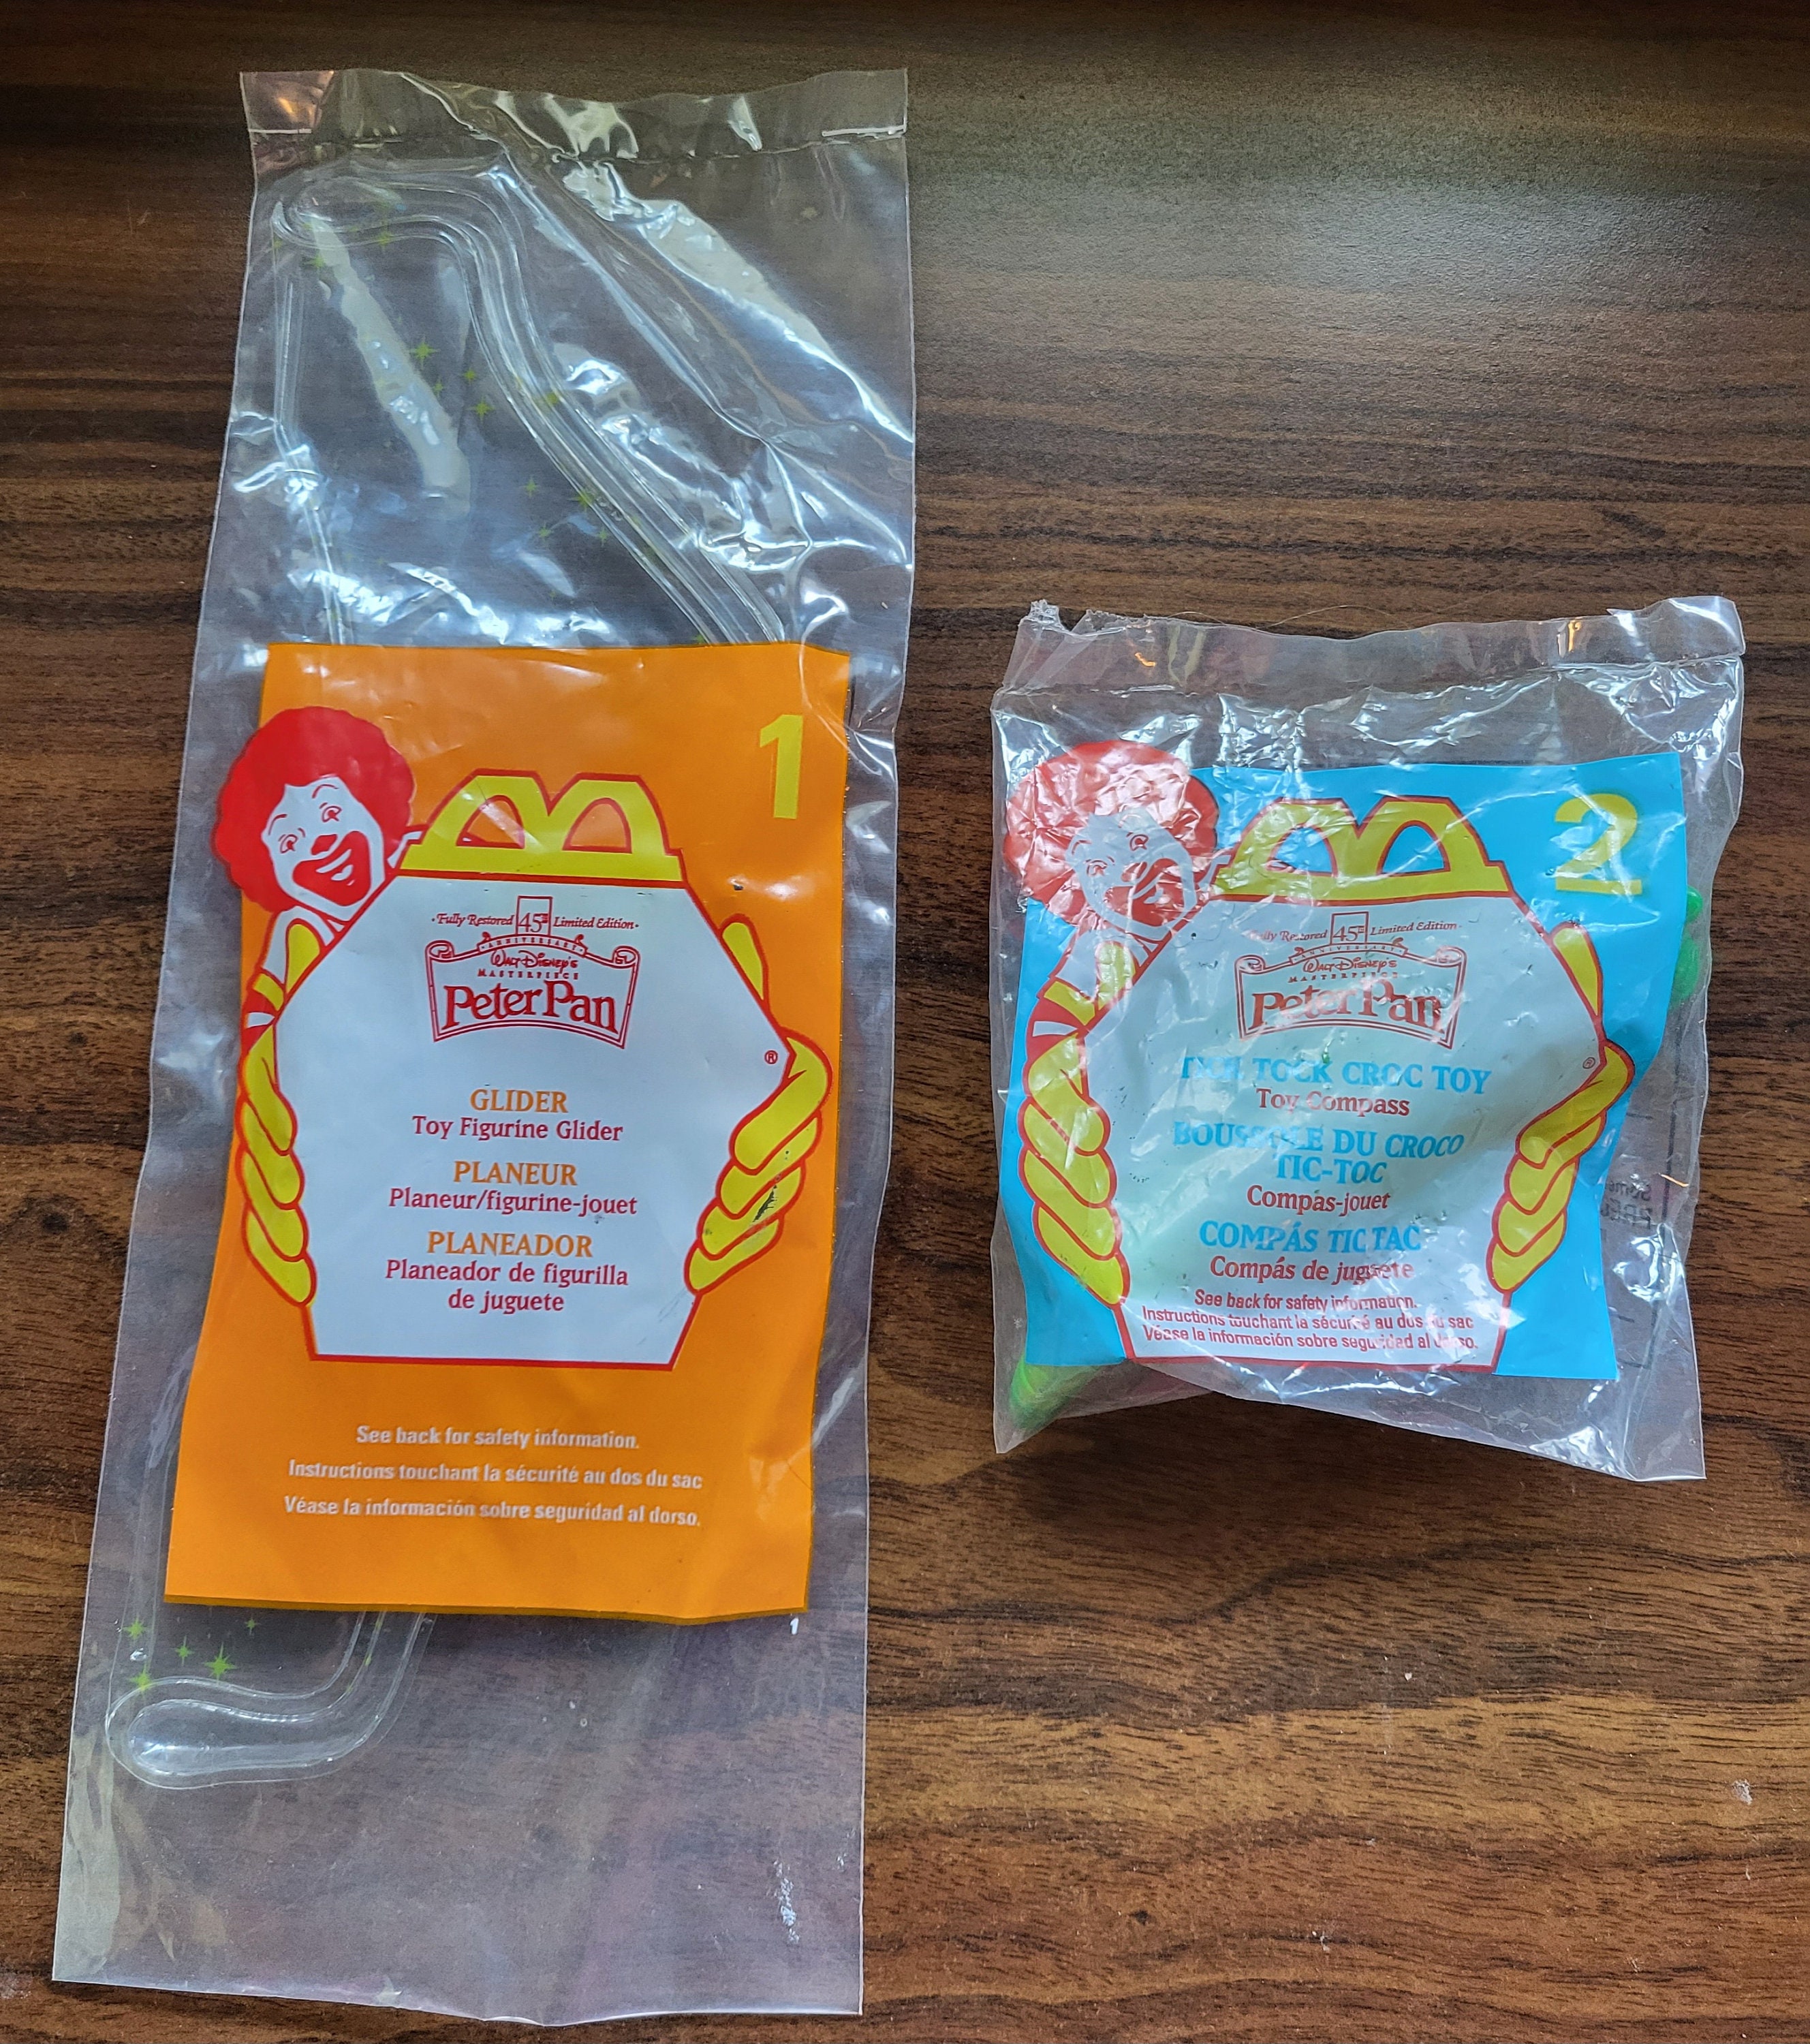 1
·Fully Restored 45th Limited Edition·
ANNIVERSARY
Walt Disney's
MASTERPIECE
Peter Pan
®
GLIDER
Toy Figurine Glider
PLANEUR
Planeur/figurine-jouet
PLANEADOR
Planeador de figurilla
de juguete
See back for safety information.
Instructions touchant la sécurité au dos du sac
Véase la información sobre seguridad al dorso.
1
2
·Fully Restored 45th Limited Edition·
ANNIVERSARY
Walt Disney's
MASTERPIECE
Peter Pan
®
TICK TOCK CROC TOY
Toy Compass
BOUSSOLE DU CROCO
TIC-TOC
Compas-jouet
COMPÁS TIC TAC
Compás de juguete
See back for safety information.
Instructions touchant la sécurité au dos du sac
Véase la información sobre seguridad al dorso.